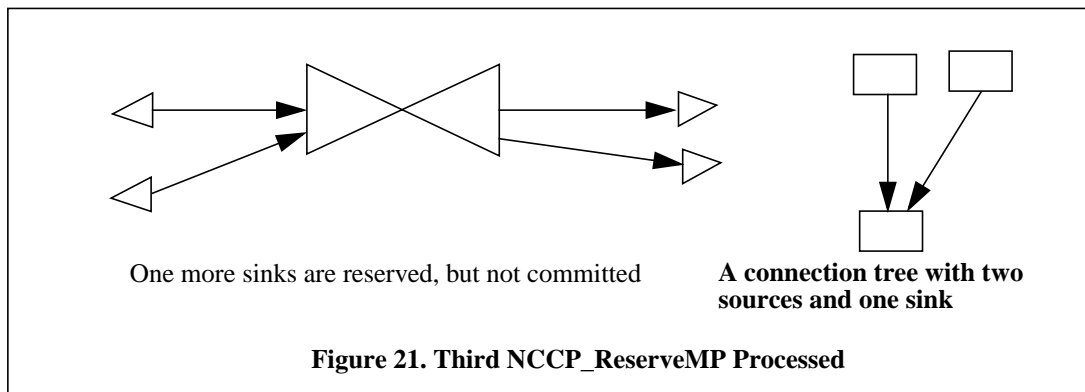 One more sinks are reserved, but not committed
A connection tree with two
sources and one sink
Figure 21. Third NCCP_ReserveMP Processed